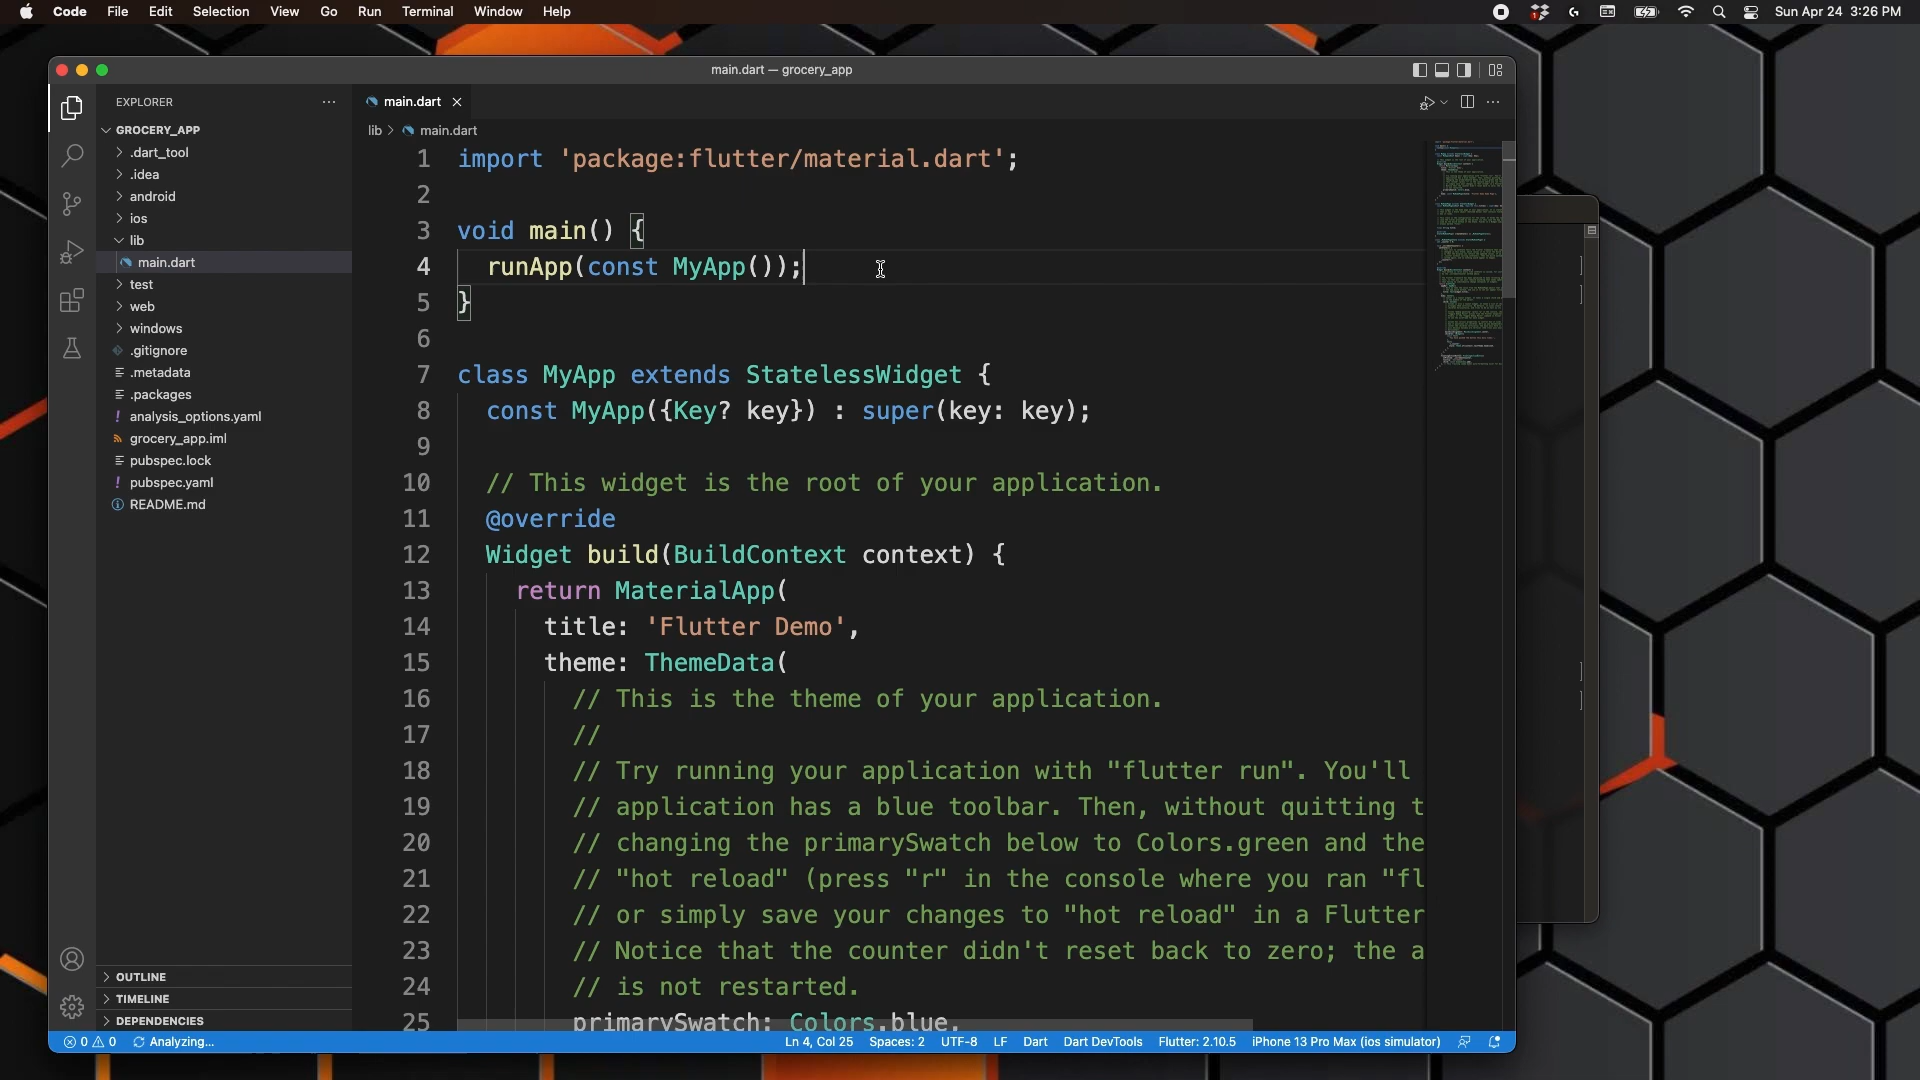 Code File Edit Selection View Go Run Terminal Window Help
Sun Apr 24 3:26 PM
main.dart — grocery_app
EXPLORER
main.dart
GROCERY_APP
.dart_tool
.idea
android
ios
lib
main.dart
test
web
windows
.gitignore
.metadata
.packages
! analysis_options.yaml
grocery_app.iml
pubspec.lock
! pubspec.yaml
README.md
OUTLINE
TIMELINE
DEPENDENCIES
lib > main.dart
1 import 'package:flutter/material.dart';
2
3 void main() {
4 runApp(const MyApp());
5 }
6
7 class MyApp extends StatelessWidget {
8 const MyApp({Key? key}) : super(key: key);
9
10 // This widget is the root of your application.
11 @override
12 Widget build(BuildContext context) {
13 return MaterialApp(
14 title: 'Flutter Demo',
15 theme: ThemeData(
16 // This is the theme of your application.
17 //
18 // Try running your application with "flutter run". You'll
19 // application has a blue toolbar. Then, without quitting t
20 // changing the primarySwatch below to Colors.green and the
21 // "hot reload" (press "r" in the console where you ran "fl
22 // or simply save your changes to "hot reload" in a Flutter
23 // Notice that the counter didn't reset back to zero; the a
24 // is not restarted.
25 primarySwatch: Colors.blue,
0 0 Analyzing... Ln 4, Col 25 Spaces: 2 UTF-8 LF Dart Dart DevTools Flutter: 2.10.5 iPhone 13 Pro Max (ios simulator)